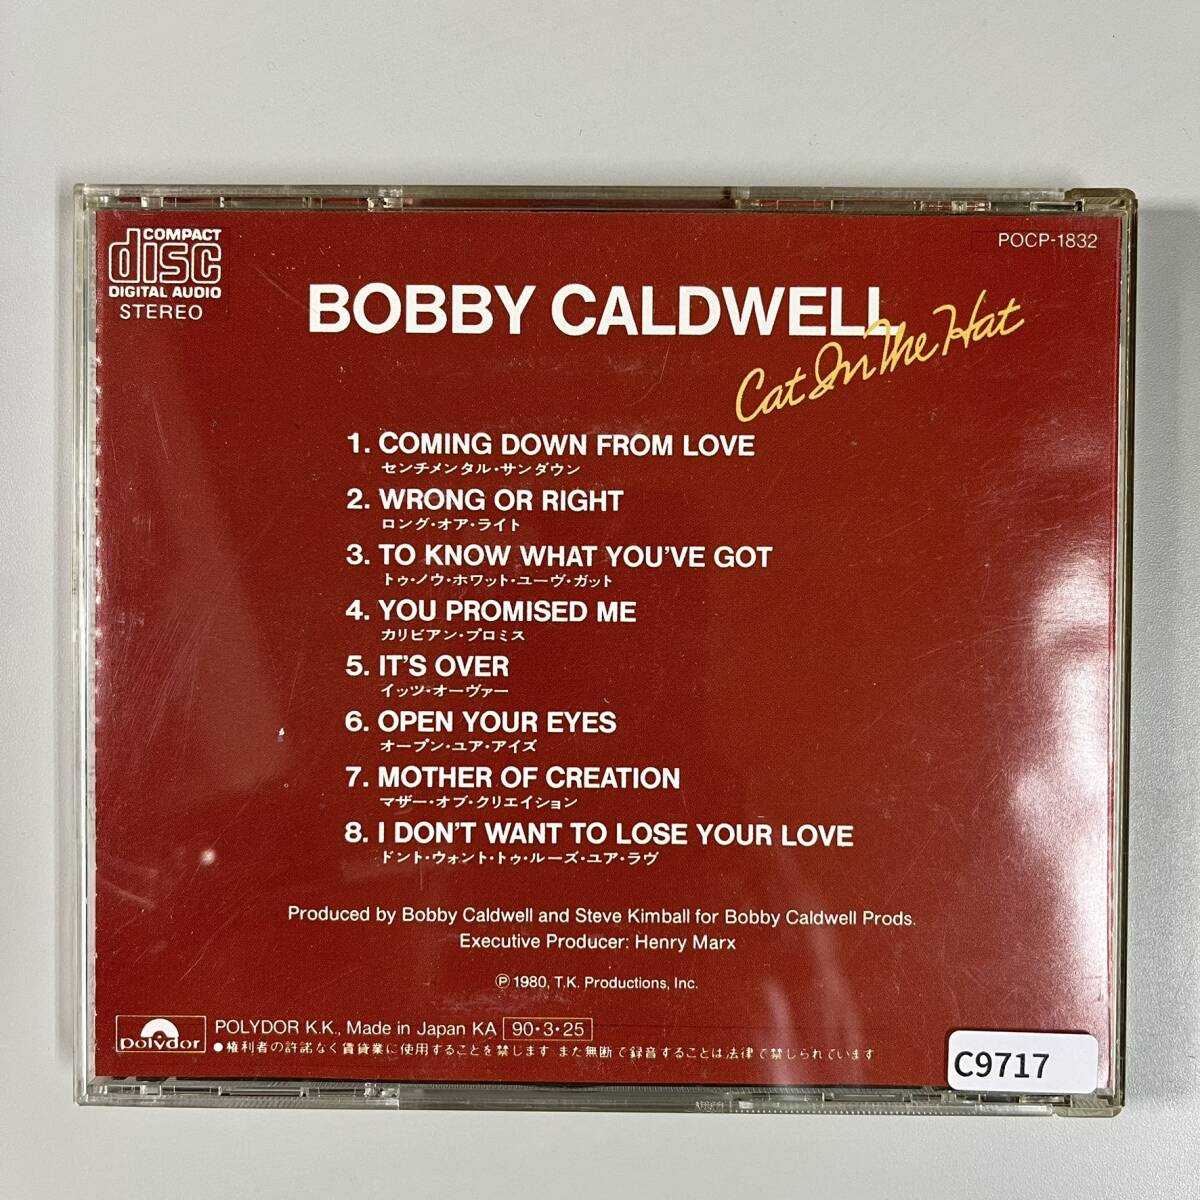 COMPACT
disc
DIGITAL AUDIO
STEREO
POCP-1832
BOBBY CALDWELL
Cat In The Hat
1. COMING DOWN FROM LOVE
センチメンタル・サンダウン
2. WRONG OR RIGHT
ロング・オア・ライト
3. TO KNOW WHAT YOU'VE GOT
トゥ・ノウ・ホワット・ユーヴ・ガット
4. YOU PROMISED ME
カリビアン・プロミス
5. IT'S OVER
イッツ・オーヴァー
6. OPEN YOUR EYES
オープン・ユア・アイズ
7. MOTHER OF CREATION
マザー・オブ・クリエイション
8. I DON'T WANT TO LOSE YOUR LOVE
ドント・ウォント・トゥ・ルーズ・ユア・ラヴ
Produced by Bobby Caldwell and Steve Kimball for Bobby Caldwell Prods.
Executive Producer: Henry Marx
Ⓟ 1980, T.K. Productions, Inc.
polydor
POLYDOR K.K., Made in Japan KA 90・3・25
●権利者の許諾なく賃貸業に使用することを禁じます また無断で録音することは法律で禁じられています
C9717